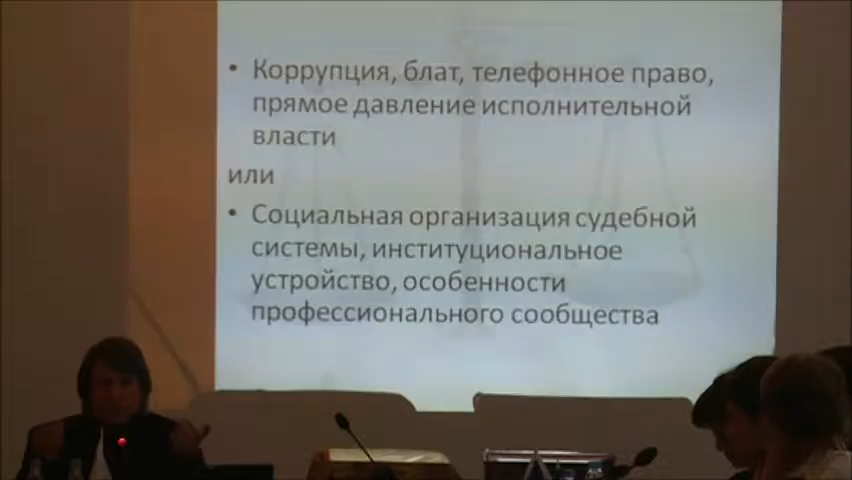 • Коррупция, блат, телефонное право,
прямое давление исполнительной
власти
или
• Социальная организация судебной
системы, институциональное
устройство, особенности
профессионального сообщества